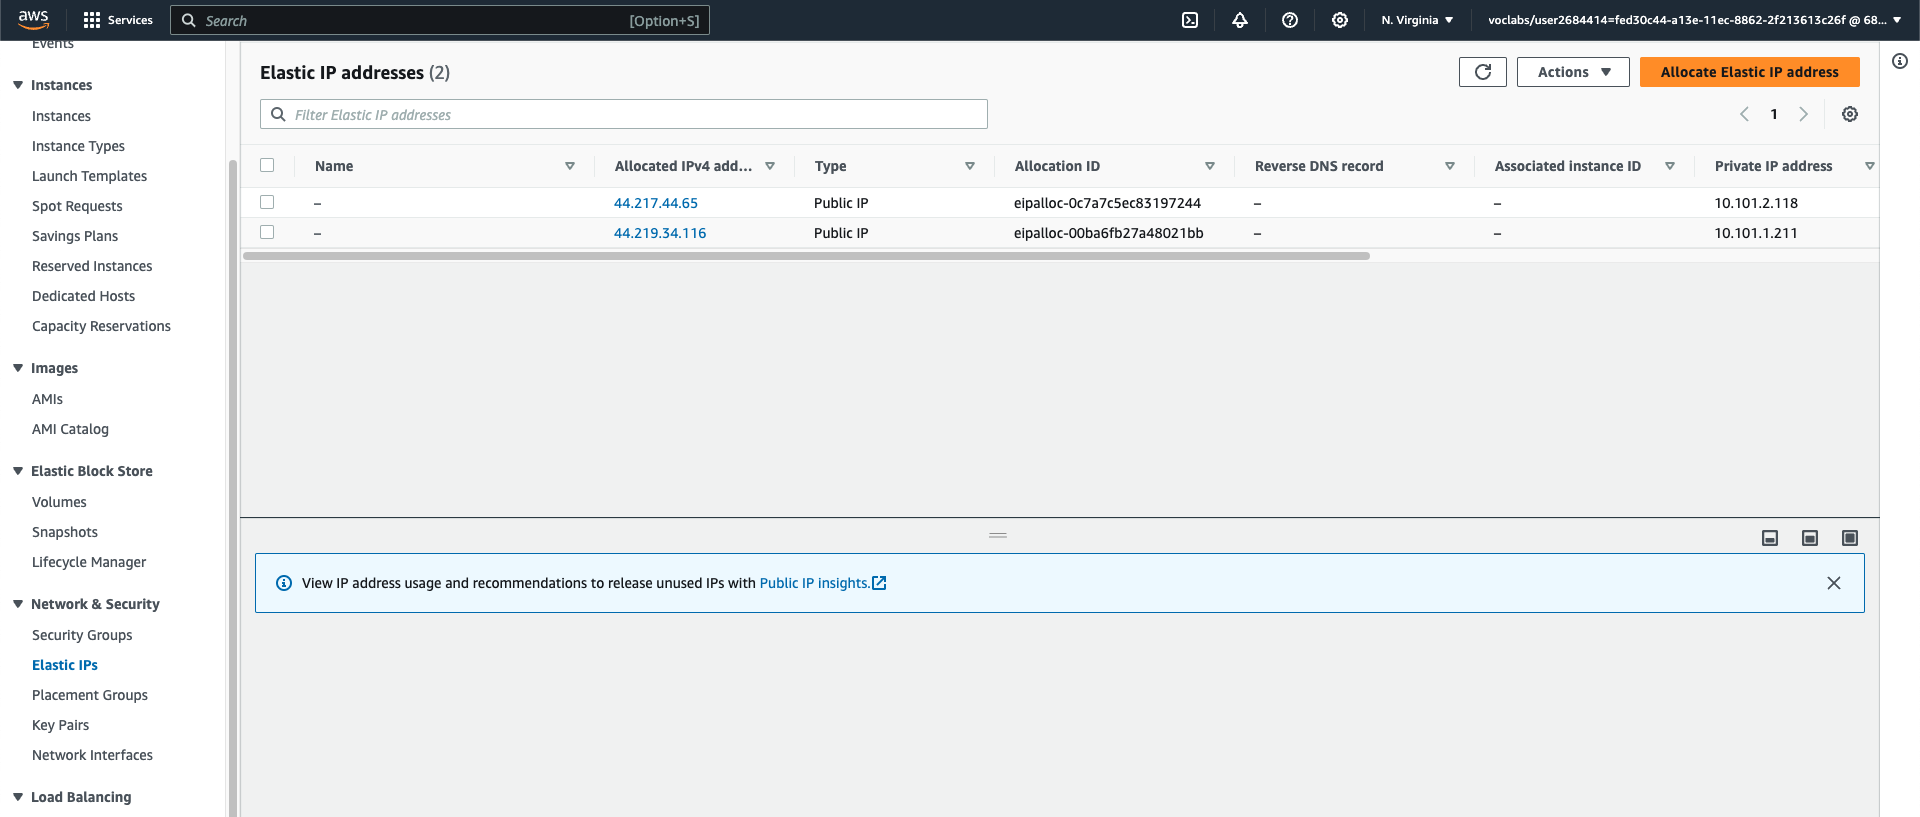 aws
Services
Search
[Option+S]
N. Virginia
voclabs/user2684414=fed30c44-a13e-11ec-8862-2f213613c26f @ 68...
Events
Instances
Instances
Instance Types
Launch Templates
Spot Requests
Savings Plans
Reserved Instances
Dedicated Hosts
Capacity Reservations
Images
AMIs
AMI Catalog
Elastic Block Store
Volumes
Snapshots
Lifecycle Manager
Network & Security
Security Groups
Elastic IPs
Placement Groups
Key Pairs
Network Interfaces
Load Balancing
Elastic IP addresses (2)
Actions
Allocate Elastic IP address
Filter Elastic IP addresses
1
Name Allocated IPv4 add... Type Allocation ID Reverse DNS record Associated instance ID Private IP address
– 44.217.44.65 Public IP eipalloc-0c7a7c5ec83197244 – – 10.101.2.118
– 44.219.34.116 Public IP eipalloc-00ba6fb27a48021bb – – 10.101.1.211
View IP address usage and recommendations to release unused IPs with Public IP insights.